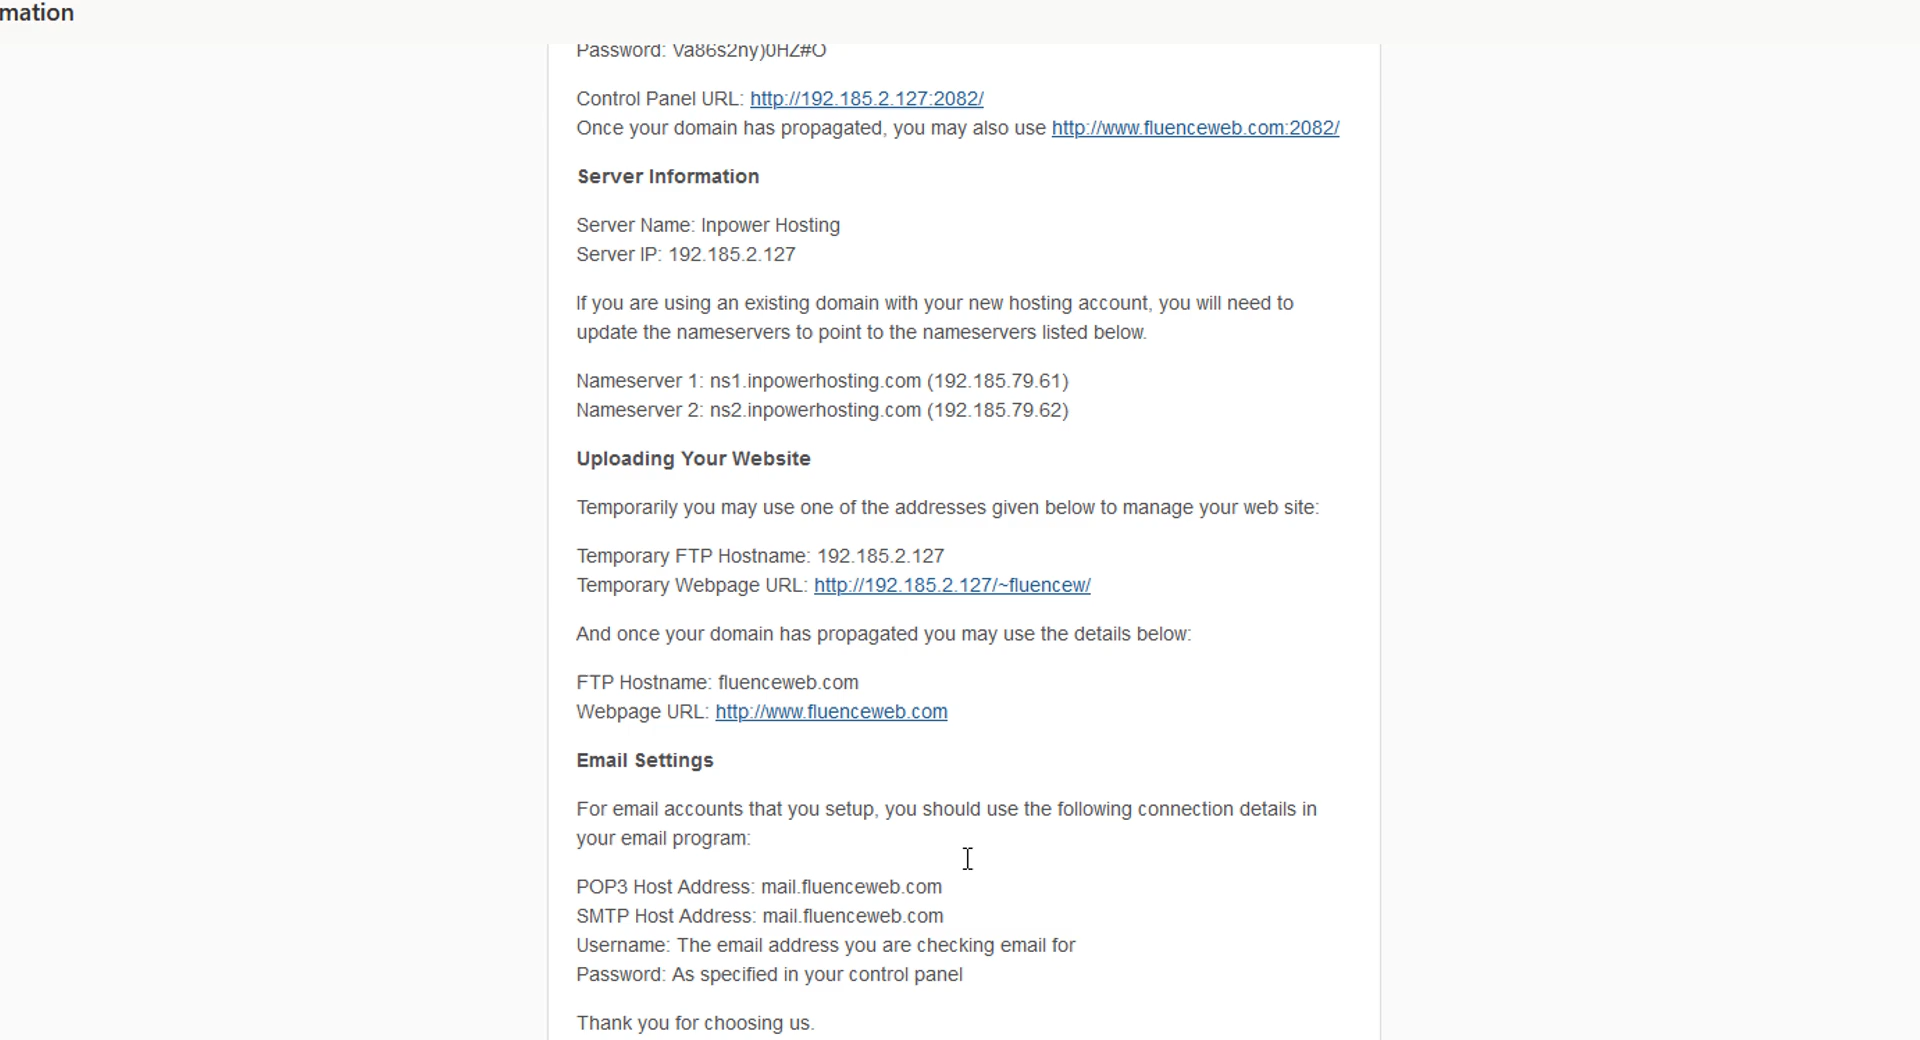 mation
Password: Va86s2ny)0HZ#O
Control Panel URL: http://192.185.2.127:2082/
Once your domain has propagated, you may also use http://www.fluenceweb.com:2082/
Server Information
Server Name: Inpower Hosting
Server IP: 192.185.2.127
If you are using an existing domain with your new hosting account, you will need to
update the nameservers to point to the nameservers listed below.
Nameserver 1: ns1.inpowerhosting.com (192.185.79.61)
Nameserver 2: ns2.inpowerhosting.com (192.185.79.62)
Uploading Your Website
Temporarily you may use one of the addresses given below to manage your web site:
Temporary FTP Hostname: 192.185.2.127
Temporary Webpage URL: http://192.185.2.127/~fluencew/
And once your domain has propagated you may use the details below:
FTP Hostname: fluenceweb.com
Webpage URL: http://www.fluenceweb.com
Email Settings
For email accounts that you setup, you should use the following connection details in
your email program:
POP3 Host Address: mail.fluenceweb.com
SMTP Host Address: mail.fluenceweb.com
Username: The email address you are checking email for
Password: As specified in your control panel
Thank you for choosing us.